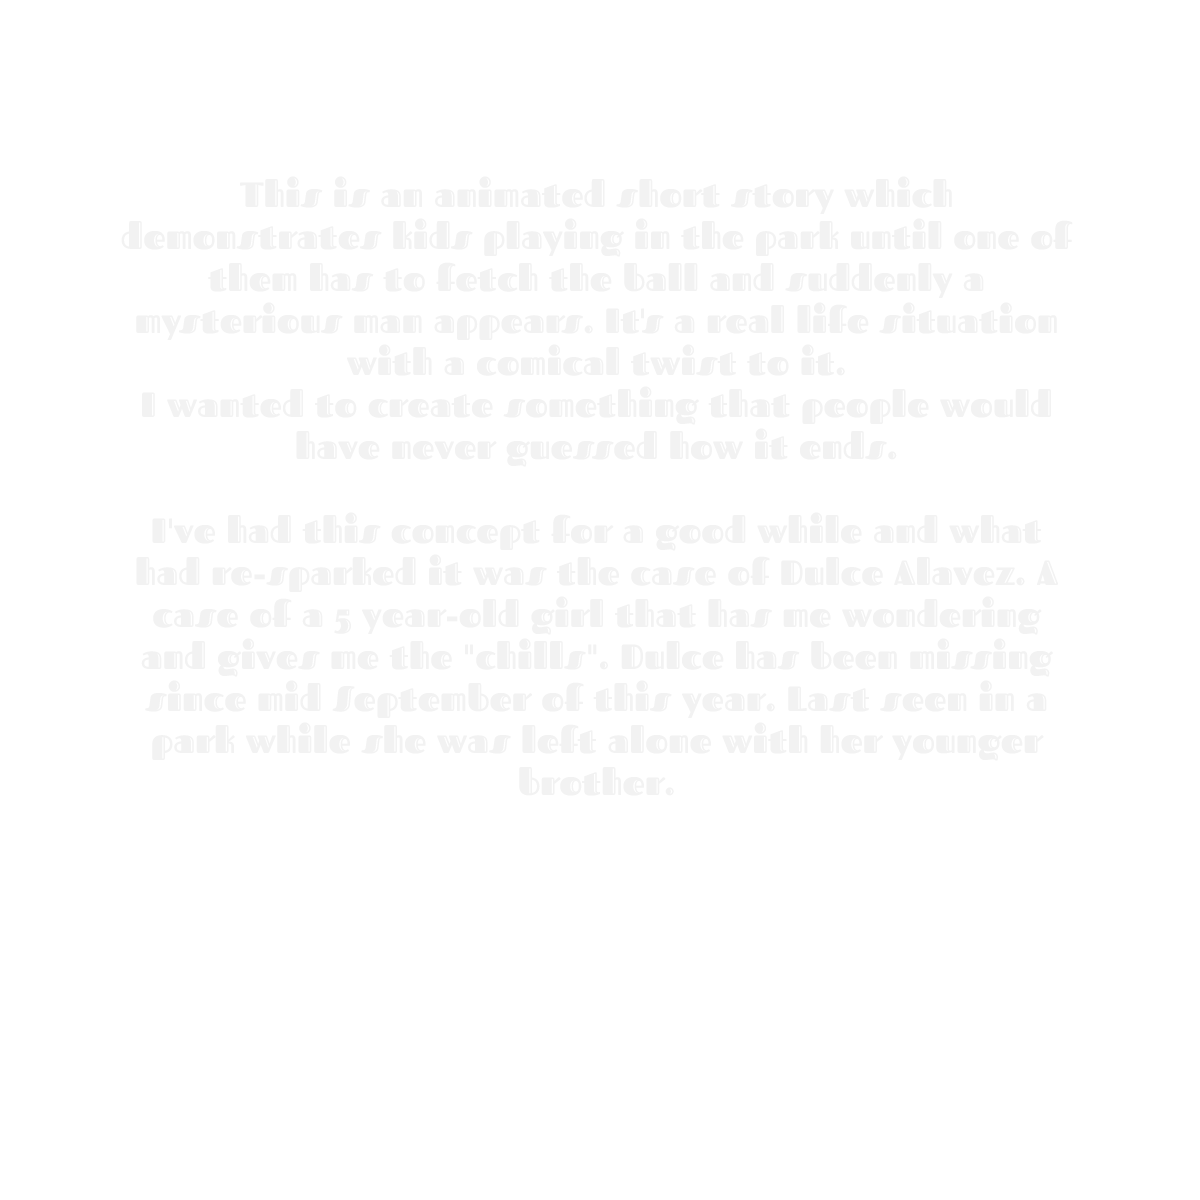 This is an animated short story which
demonstrates kids playing in the park until one of
them has to fetch the ball and suddenly a
mysterious man appears. It's a real life situation
with a comical twist to it.
I wanted to create something that people would
have never guessed how it ends.
I've had this concept for a good while and what
had re-sparked it was the case of Dulce Alavez. A
case of a 5 year-old girl that has me wondering
and gives me the "chills". Dulce has been missing
since mid September of this year. Last seen in a
park while she was left alone with her younger
brother.